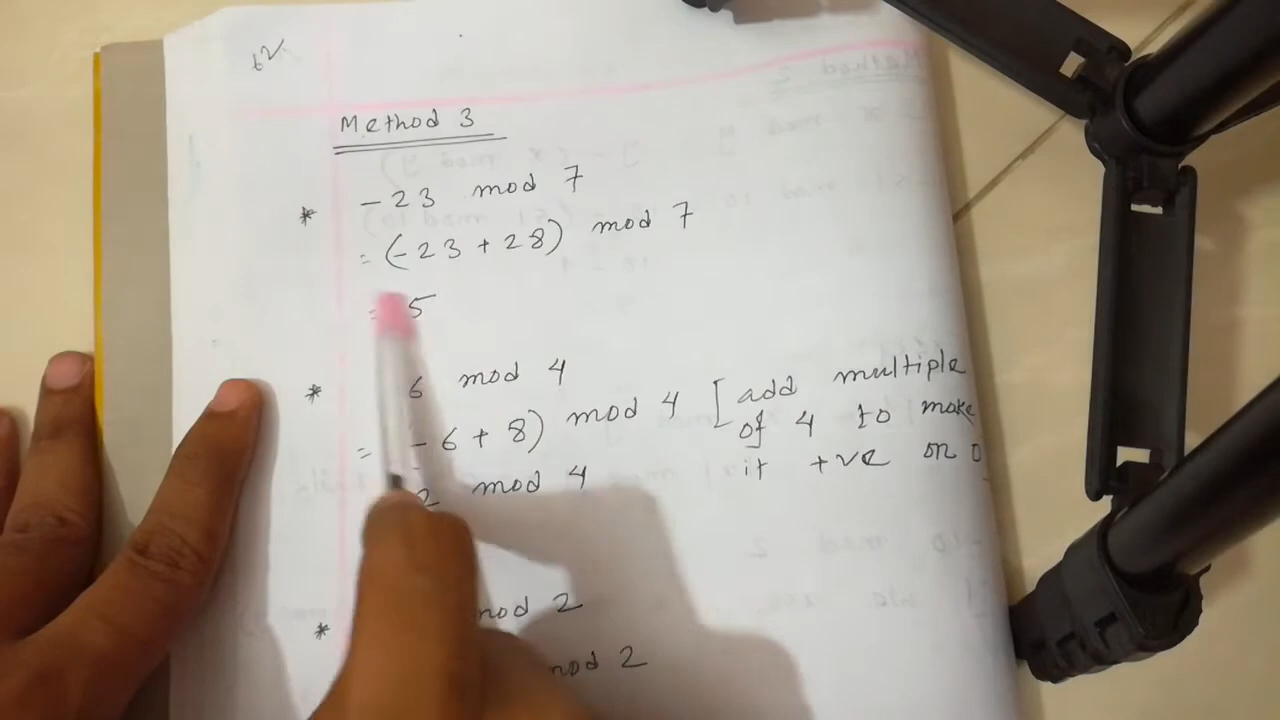 Method 3
* -23 mod 7
= (-23 + 28) mod 7
= 5
* 6 mod 4
= -6 + 8) mod 4 [add multiple
of 4 to make
it +ve or 0
2 mod 4
* mod 2
mod 2